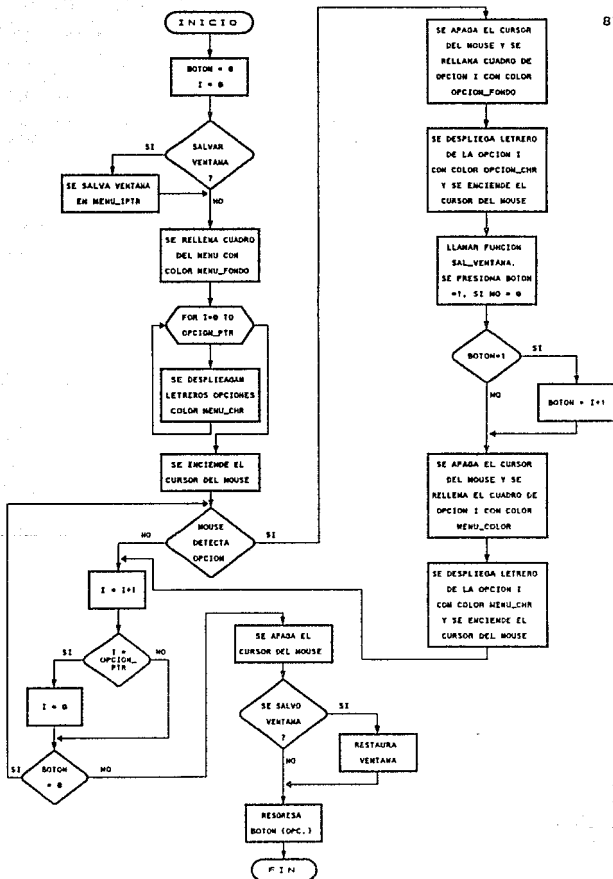 8
INICIO
BOTON = 0
I = 0
SALVAR
VENTANA
?
SI
NO
SE SALVA VENTANA
EN MENU_IPTR
SE RELLENA CUADRO
DEL MENU CON
COLOR MENU_FONDO
FOR I=0 TO
OPCION_PTR
SE DESPLIEAGAN
LETREROS OPCIONES
COLOR MENU_CHR
SE ENCIENDE EL
CURSOR DEL MOUSE
MOUSE
DETECTA
OPCION
NO
SI
I = I+1
I =
OPCION_
PTR
SI
NO
I = 0
BOTON
= 0
SI
NO
SE APAGA EL
CURSOR DEL MOUSE
SE SALVO
VENTANA
?
SI
NO
RESTAURA
VENTANA
REGRESA
BOTON (OPC.)
FIN
SE APAGA EL CURSOR
DEL MOUSE Y SE
RELLANA CUADRO DE
OPCION I CON COLOR
OPCION_FONDO
SE DESPLIEGA LETRERO
DE LA OPCION I
CON COLOR OPCION_CHR
Y SE ENCIENDE EL
CURSOR DEL MOUSE
LLAMAR FUNCION
SAL_VENTANA.
SE PRESIONA BOTON
=1, SI NO = 0
BOTON=1
SI
NO
BOTON = I+1
SE APAGA EL CURSOR
DEL MOUSE Y SE
RELLENA EL CUADRO DE
OPCION I CON COLOR
MENU_COLOR
SE DESPLIEGA LETRERO
DE LA OPCION I
CON COLOR MENU_CHR
Y SE ENCIENDE EL
CURSOR DEL MOUSE